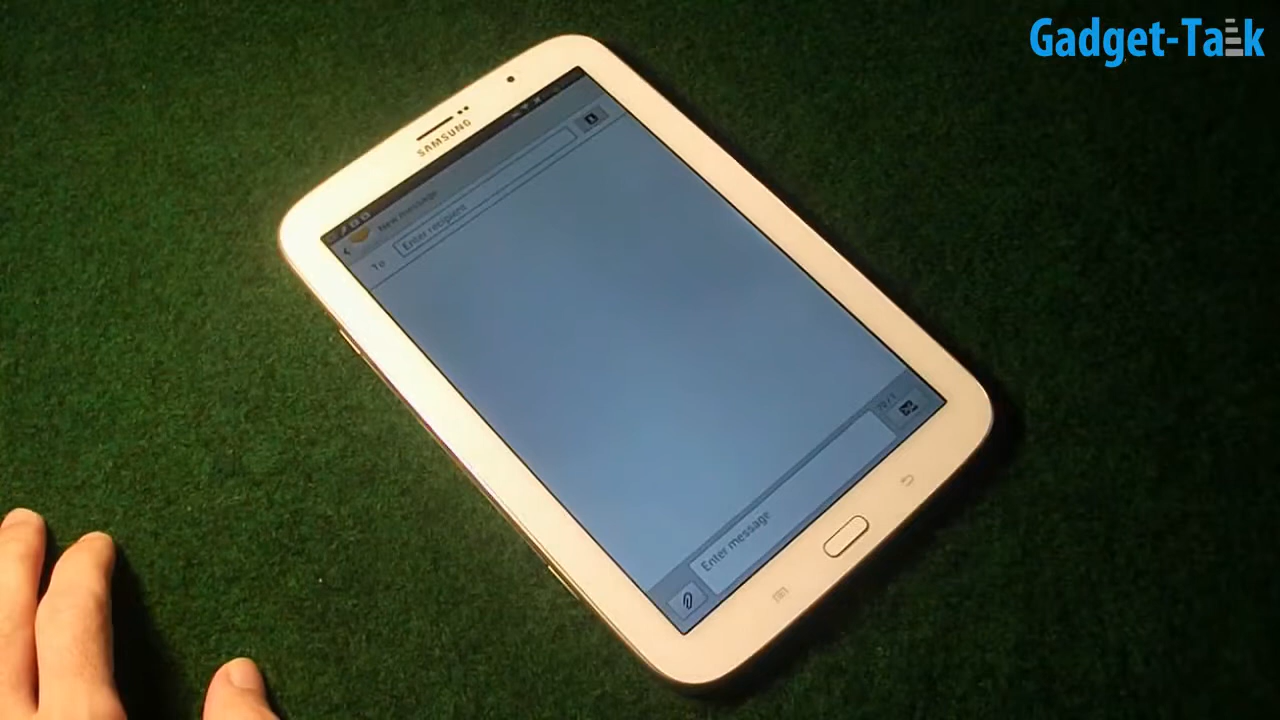 Gadget-Talk
SAMSUNG
New message
To
Enter recipient
Enter message